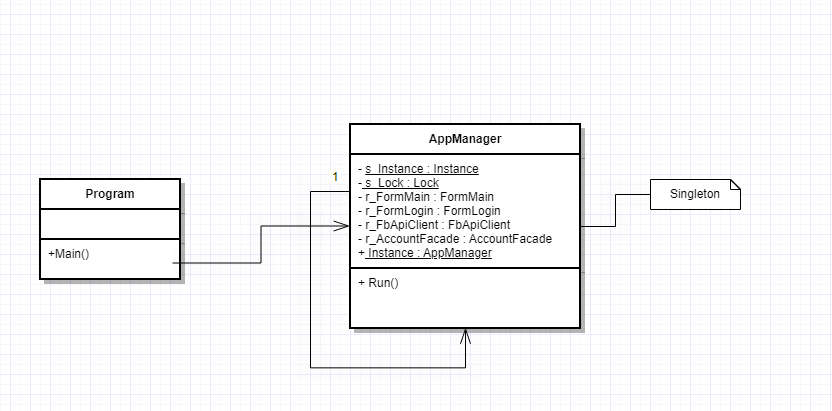 Program
+Main()
1
AppManager
- s_Instance : Instance
- s_Lock : Lock
- r_FormMain : FormMain
- r_FormLogin : FormLogin
- r_FbApiClient : FbApiClient
- r_AccountFacade : AccountFacade
+ Instance : AppManager
+ Run()
Singleton